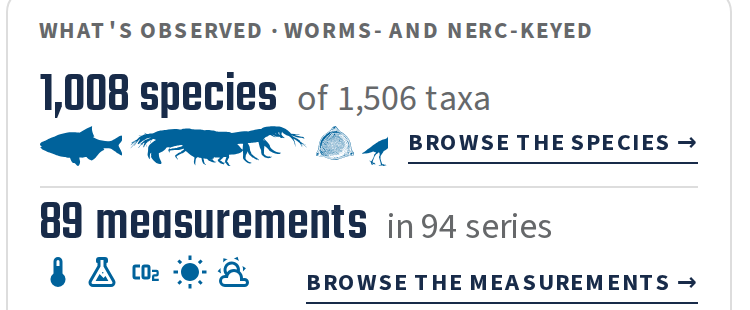 WHAT'S OBSERVED · WORMS- AND NERC-KEYED
1,008 species of 1,506 taxa
BROWSE THE SPECIES →
89 measurements in 94 series
CO₂
BROWSE THE MEASUREMENTS →